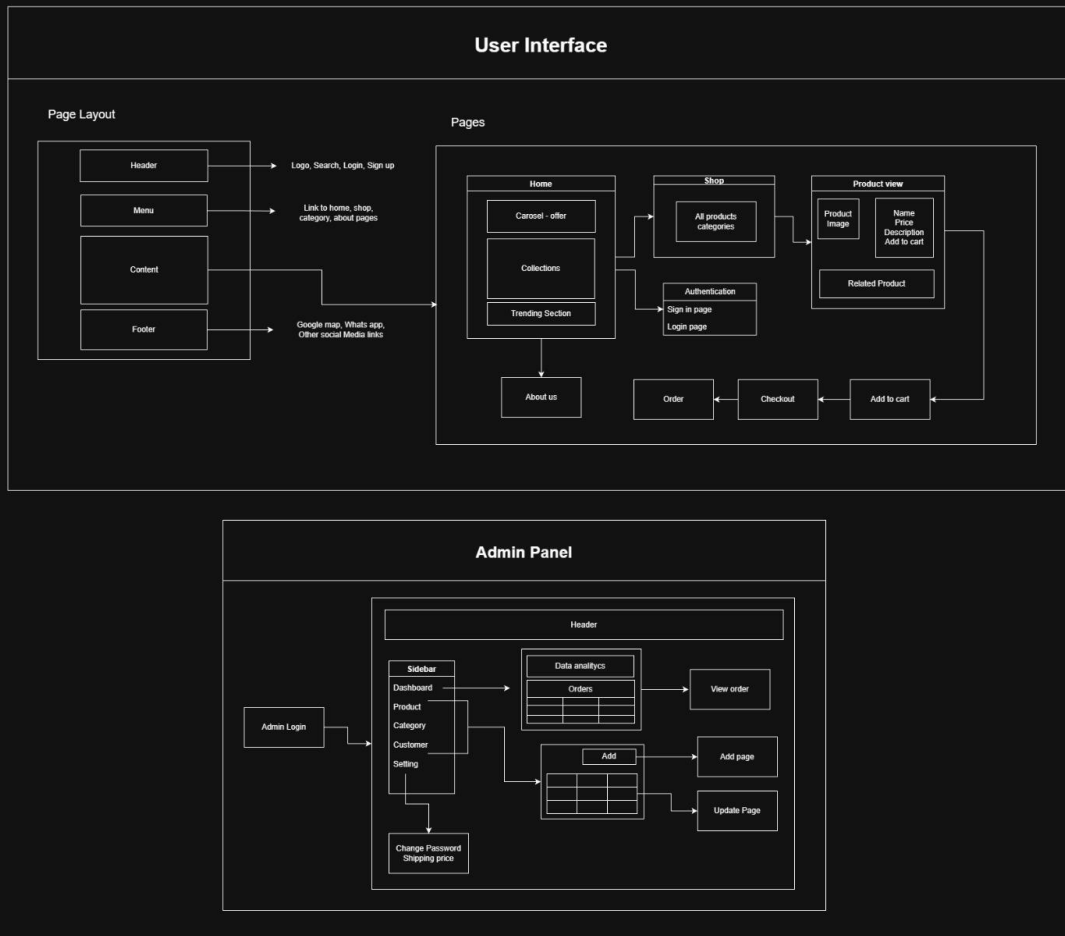 User Interface
Page Layout
Header
Logo, Search, Login, Sign up
Menu
Link to home, shop,
category, about pages
Content
Footer
Google map, Whats app,
Other social Media links
Pages
Home
Carosel - offer
Collections
Trending Section
Shop
All products
categories
Product view
Product
Image
Name
Price
Description
Add to cart
Related Product
Authentication
Sign in page
Login page
About us
Order
Checkout
Add to cart
Admin Panel
Admin Login
Header
Sidebar
Dashboard
Product
Category
Customer
Setting
Data analitycs
Orders
View order
Add
Add page
Update Page
Change Password
Shipping price